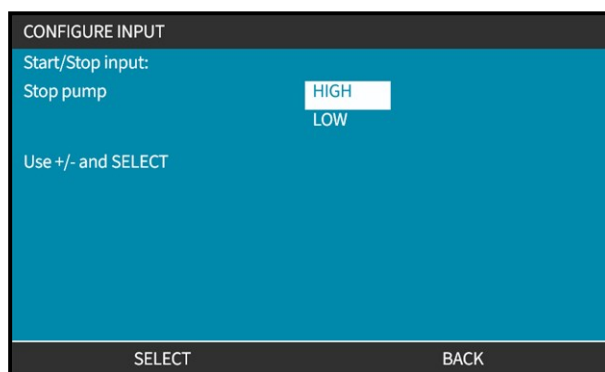 CONFIGURE INPUT
Start/Stop input:
Stop pump HIGH
LOW
Use +/- and SELECT
SELECT BACK